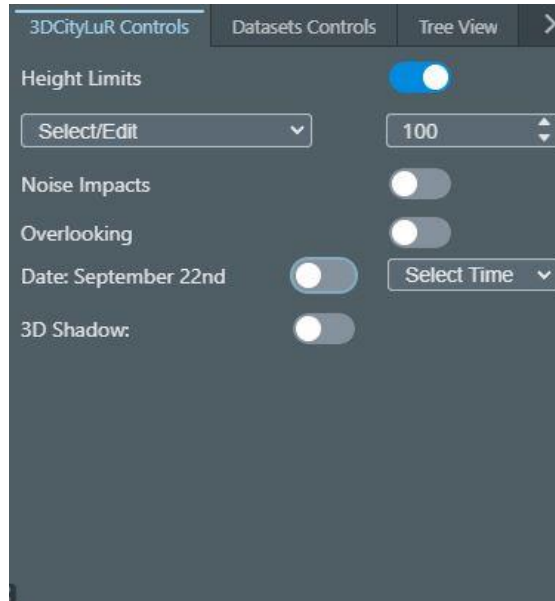 3DCityLuR Controls Datasets Controls Tree View
Height Limits
Select/Edit 100
Noise Impacts
Overlooking
Date: September 22nd Select Time
3D Shadow: